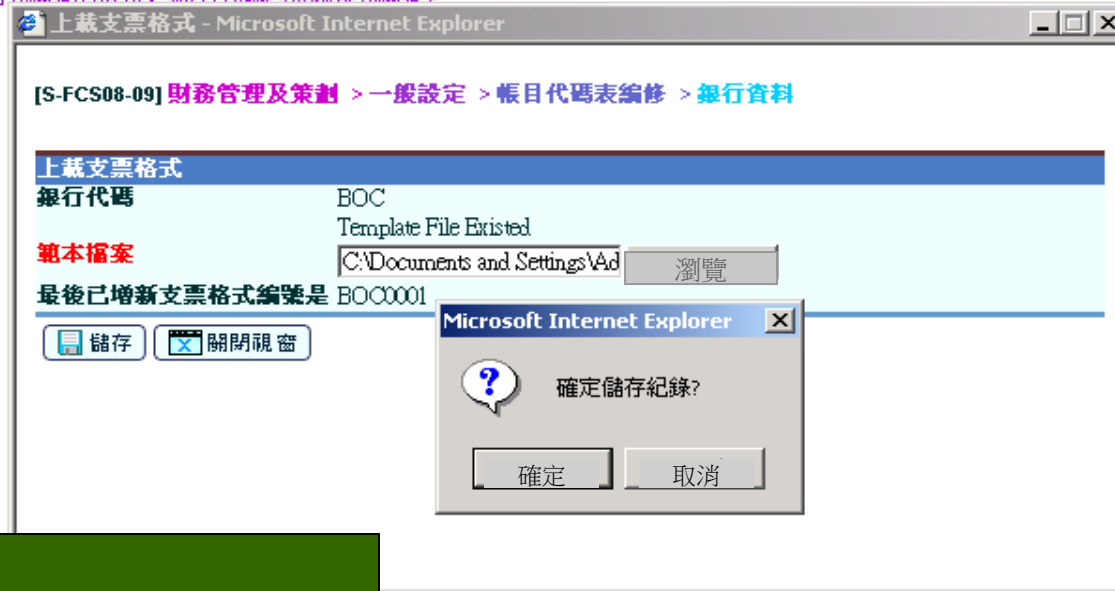 上載支票格式 - Microsoft Internet Explorer
[S-FCS08-09] 財務管理及策劃 > 一般設定 > 帳目代碼表編修 > 銀行資料
上載支票格式
銀行代碼 BOC
Template File Existed
範本檔案 C:\Documents and Settings\Ad 瀏覽
最後已增新支票格式編號是 BOC0001
儲存 關閉視窗
Microsoft Internet Explorer
確定儲存紀錄?
確定 取消